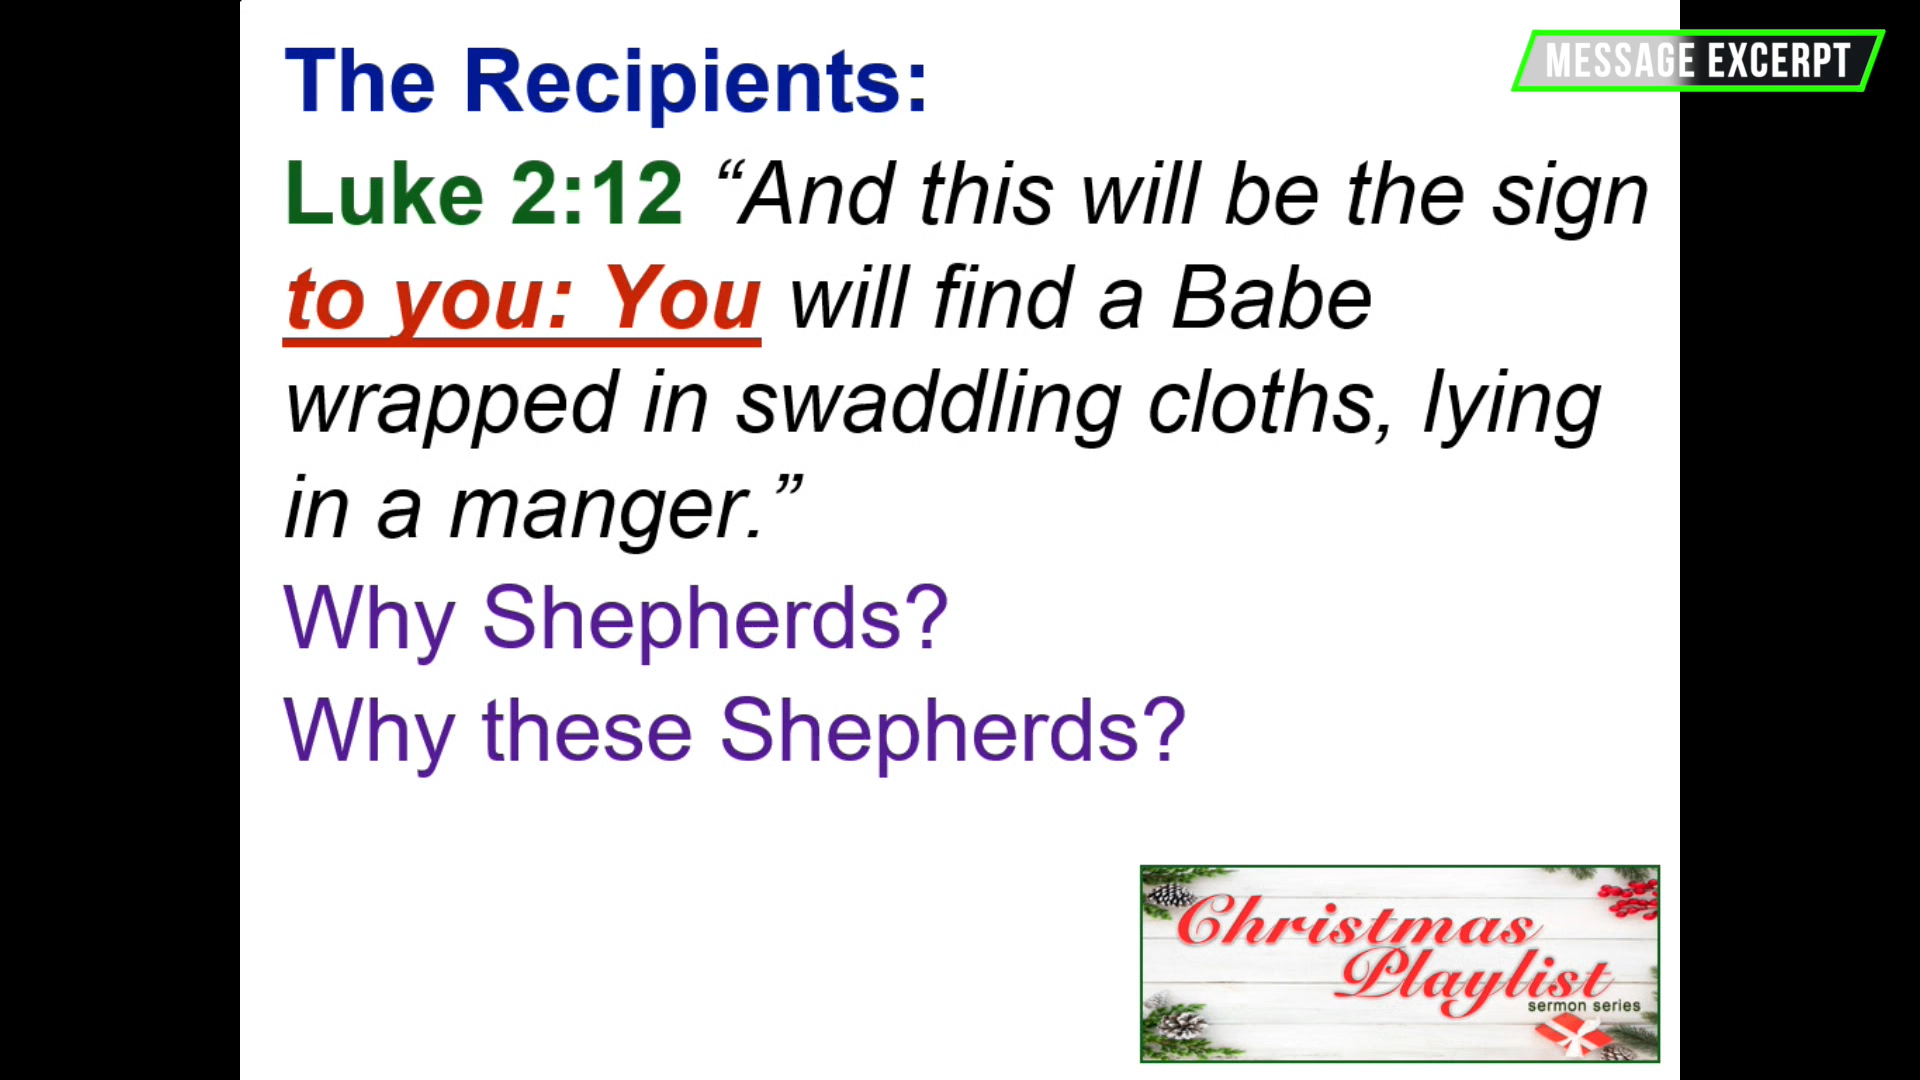 The Recipients:
MESSAGE EXCERPT
Luke 2:12 “And this will be the sign
to you: You will find a Babe
wrapped in swaddling cloths, lying
in a manger.”
Why Shepherds?
Why these Shepherds?
Christmas
Playlist
sermon series